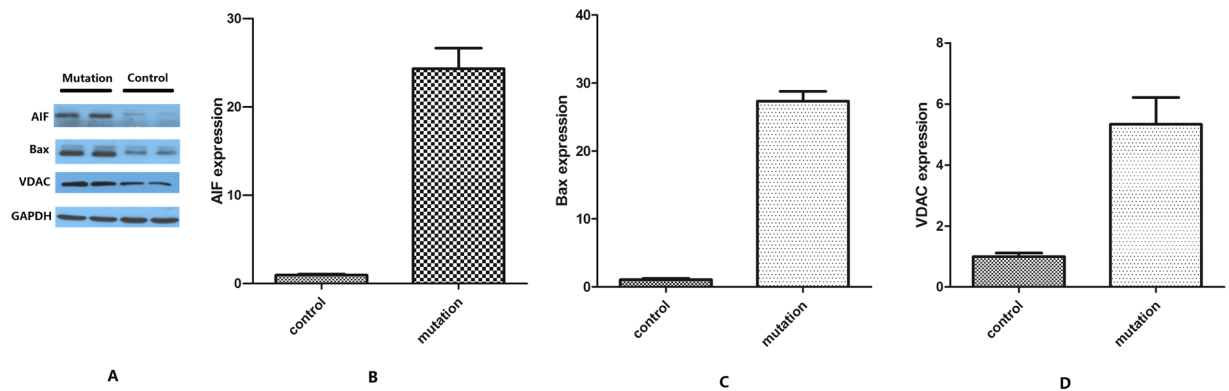 Mutation Control
AIF
Bax
VDAC
GAPDH
A
AIF expression
30
20
10
0
control
mutation
B
Bax expression
40
30
20
10
0
control
mutation
C
VDAC expression
8
6
4
2
0
control
mutation
D